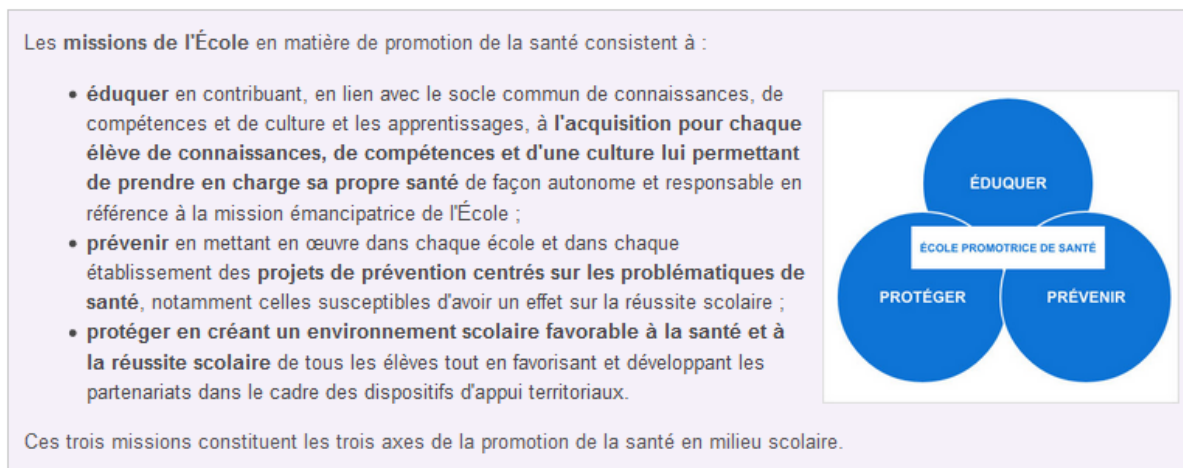 Les missions de l'École en matière de promotion de la santé consistent à :
• éduquer en contribuant, en lien avec le socle commun de connaissances, de
compétences et de culture et les apprentissages, à l'acquisition pour chaque
élève de connaissances, de compétences et d'une culture lui permettant
de prendre en charge sa propre santé de façon autonome et responsable en
référence à la mission émancipatrice de l'École ;
• prévenir en mettant en œuvre dans chaque école et dans chaque
établissement des projets de prévention centrés sur les problématiques de
santé, notamment celles susceptibles d'avoir un effet sur la réussite scolaire ;
• protéger en créant un environnement scolaire favorable à la santé et à
la réussite scolaire de tous les élèves tout en favorisant et développant les
partenariats dans le cadre des dispositifs d'appui territoriaux.
ÉDUQUER
ÉCOLE PROMOTRICE DE SANTÉ
PROTÉGER
PRÉVENIR
Ces trois missions constituent les trois axes de la promotion de la santé en milieu scolaire.